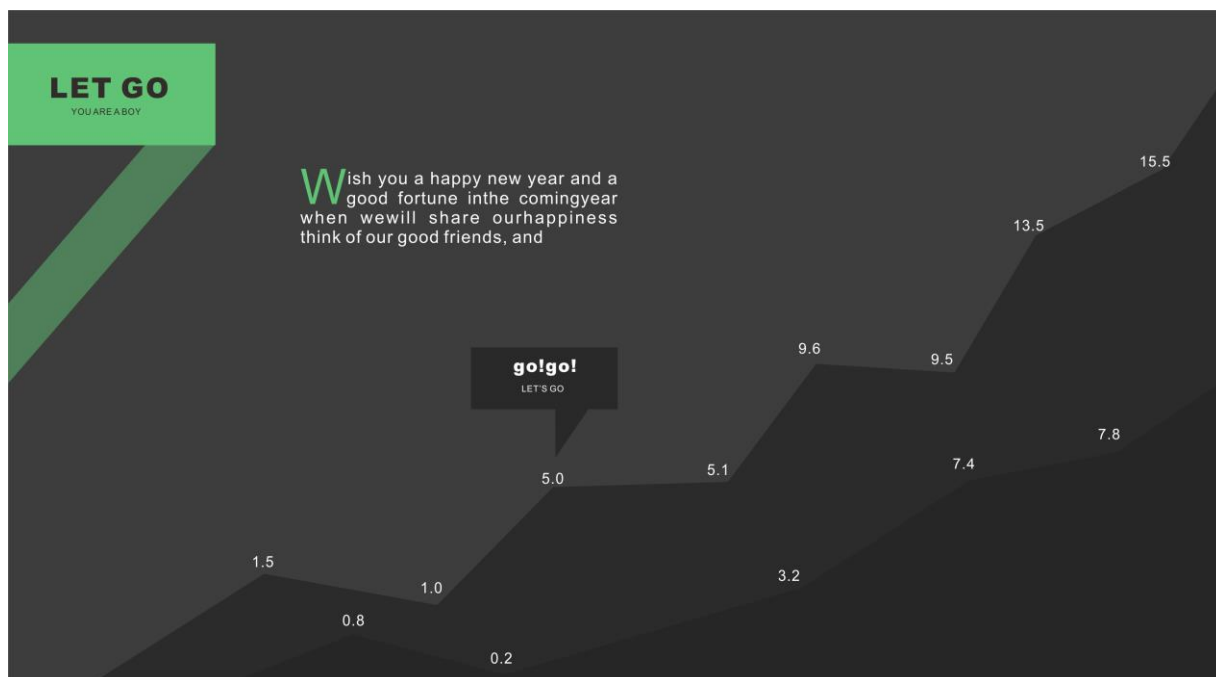 LET GO
YOU ARE A BOY
Wish you a happy new year and a
good fortune inthe comingyear
when wewill share ourhappiness
think of our good friends, and
15.5
13.5
9.6
9.5
go!go!
LET'S GO
7.8
7.4
5.0
5.1
1.5
1.0
3.2
0.8
0.2